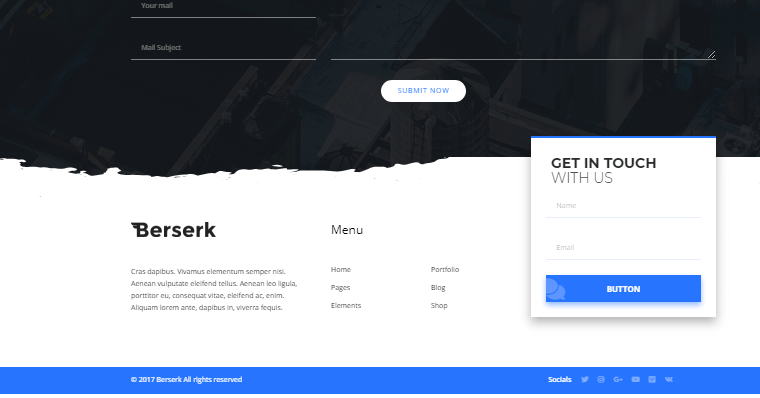 Your mail
Mail Subject
SUBMIT NOW
GET IN TOUCH
WITH US
Name
Email
BUTTON
Berserk
Cras dapibus. Vivamus elementum semper nisi.
Aenean vulputate eleifend tellus. Aenean leo ligula,
porttitor eu, consequat vitae, eleifend ac, enim.
Aliquam lorem ante, dapibus in, viverra fequis.
Menu
Home
Pages
Elements
Portfolio
Blog
Shop
© 2017 Berserk All rights reserved
Socials